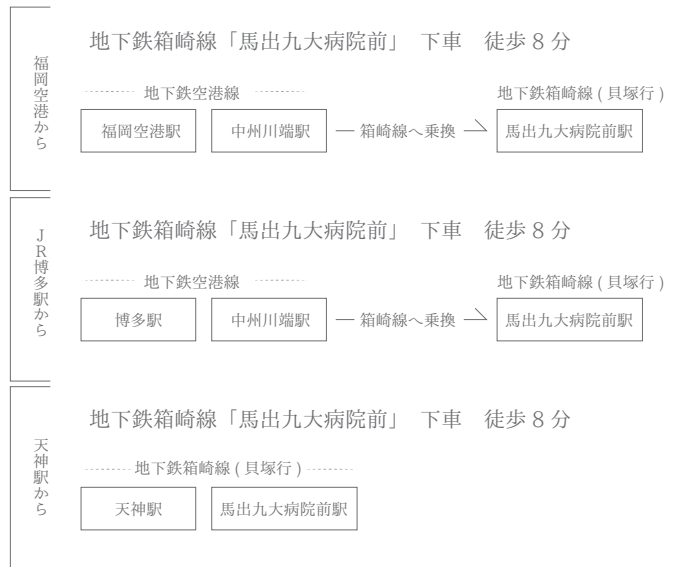 福岡空港から
地下鉄箱崎線「馬出九大病院前」 下車　徒歩 8 分
地下鉄空港線
地下鉄箱崎線 ( 貝塚行 )
福岡空港駅
中州川端駅
箱崎線へ乗換
馬出九大病院前駅
JR博多駅から
地下鉄箱崎線「馬出九大病院前」 下車　徒歩 8 分
地下鉄空港線
地下鉄箱崎線 ( 貝塚行 )
博多駅
中州川端駅
箱崎線へ乗換
馬出九大病院前駅
天神駅から
地下鉄箱崎線「馬出九大病院前」 下車　徒歩 8 分
地下鉄箱崎線 ( 貝塚行 )
天神駅
馬出九大病院前駅